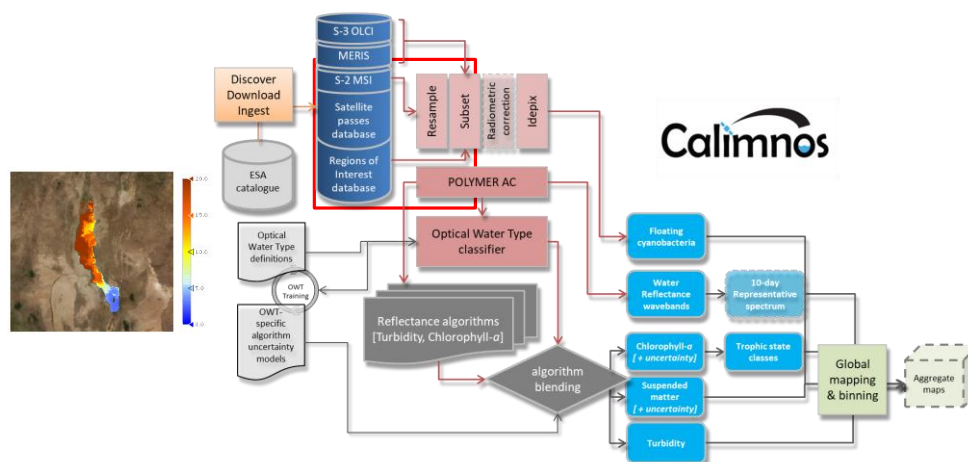 S-3 OLCI
MERIS
S-2 MSI
Satellite
passes
database
Regions of
Interest
database
Discover
Download
Ingest
ESA
catalogue
Resample
Subset
Radiometric
correction
Idepix
Calimnos
POLYMER AC
Optical Water Type
classifier
Optical
Water Type
definitions
OWT
Training
OWT-
specific
algorithm
uncertainty
models
Reflectance algorithms
[Turbidity, Chlorophyll-a]
algorithm
blending
Floating
cyanobacteria
Water
Reflectance
wavebands
10-day
Representative
spectrum
Chlorophyll-a
[+ uncertainty]
Trophic state
classes
Suspended
matter
[+ uncertainty]
Turbidity
Global
mapping
& binning
Aggregate
maps
20.0
15.0
10.0
5.0